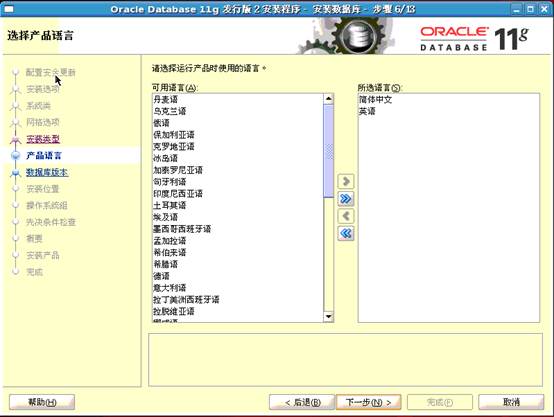 Oracle Database 11g 发行版 2 安装程序 - 安装数据库 - 步骤 6/13
选择产品语言
ORACLE
DATABASE 11g
配置安全更新
安装选项
系统类
网格选项
安装类型
产品语言
数据库版本
安装位置
操作系统组
先决条件检查
概要
安装产品
完成
请选择运行产品时使用的语言。
可用语言(A):
丹麦语
乌克兰语
俄语
保加利亚语
克罗地亚语
冰岛语
加泰罗尼亚语
匈牙利语
印度尼西亚语
土耳其语
埃及语
墨西哥西班牙语
孟加拉语
希伯来语
希腊语
德语
意大利语
拉丁美洲西班牙语
拉脱维亚语
所选语言(S):
简体中文
英语
帮助(H)
< 后退(B)
下一步(N) >
完成(F)
取消